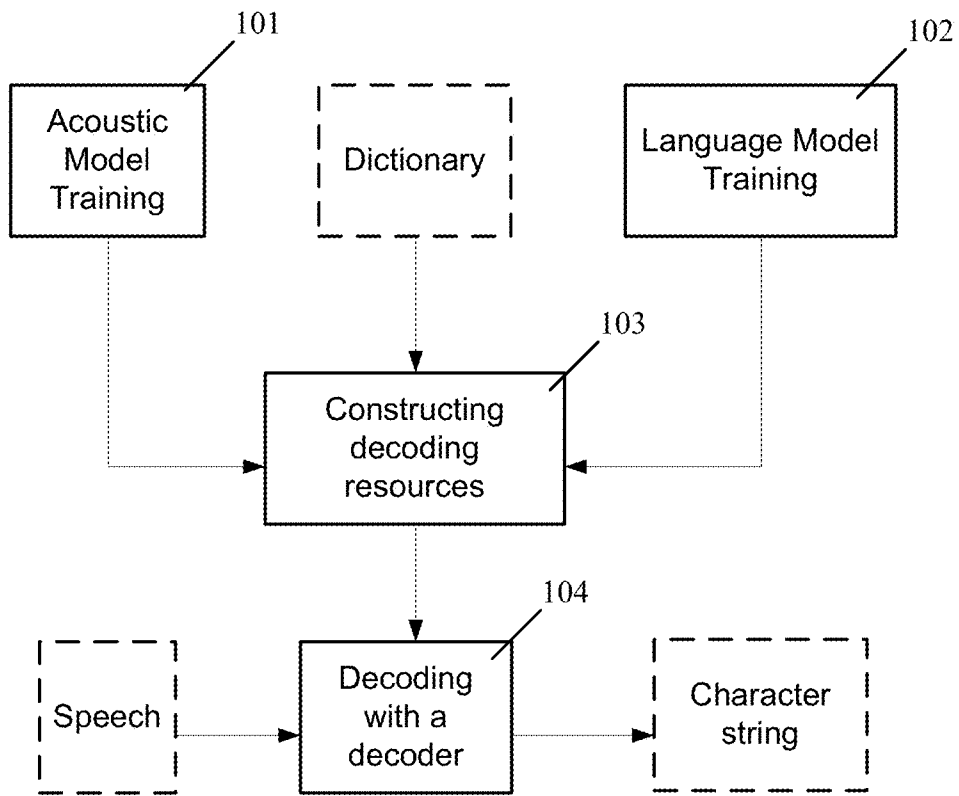 101
102
Acoustic
Model
Training
Dictionary
Language Model
Training
103
Constructing
decoding
resources
104
Speech
Decoding
with a
decoder
Character
string